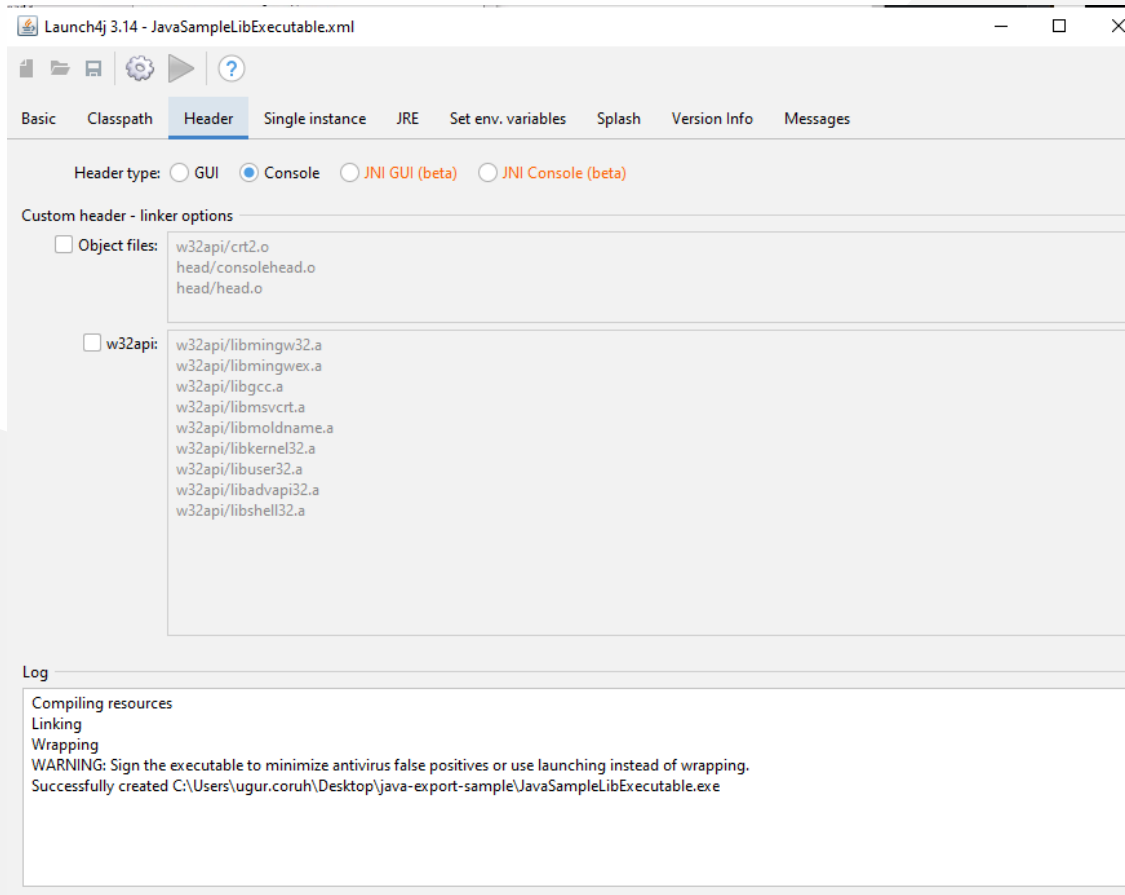 Launch4j 3.14 - JavaSampleLibExecutable.xml
?
Basic Classpath Header Single instance JRE Set env. variables Splash Version Info Messages
Header type: GUI Console JNI GUI (beta) JNI Console (beta)
Custom header - linker options
Object files:
w32api/crt2.o
head/consolehead.o
head/head.o
w32api:
w32api/libmingw32.a
w32api/libmingwex.a
w32api/libgcc.a
w32api/libmsvcrt.a
w32api/libmoldname.a
w32api/libkernel32.a
w32api/libuser32.a
w32api/libadvapi32.a
w32api/libshell32.a
Log
Compiling resources
Linking
Wrapping
WARNING: Sign the executable to minimize antivirus false positives or use launching instead of wrapping.
Successfully created C:\Users\ugur.coruh\Desktop\java-export-sample\JavaSampleLibExecutable.exe